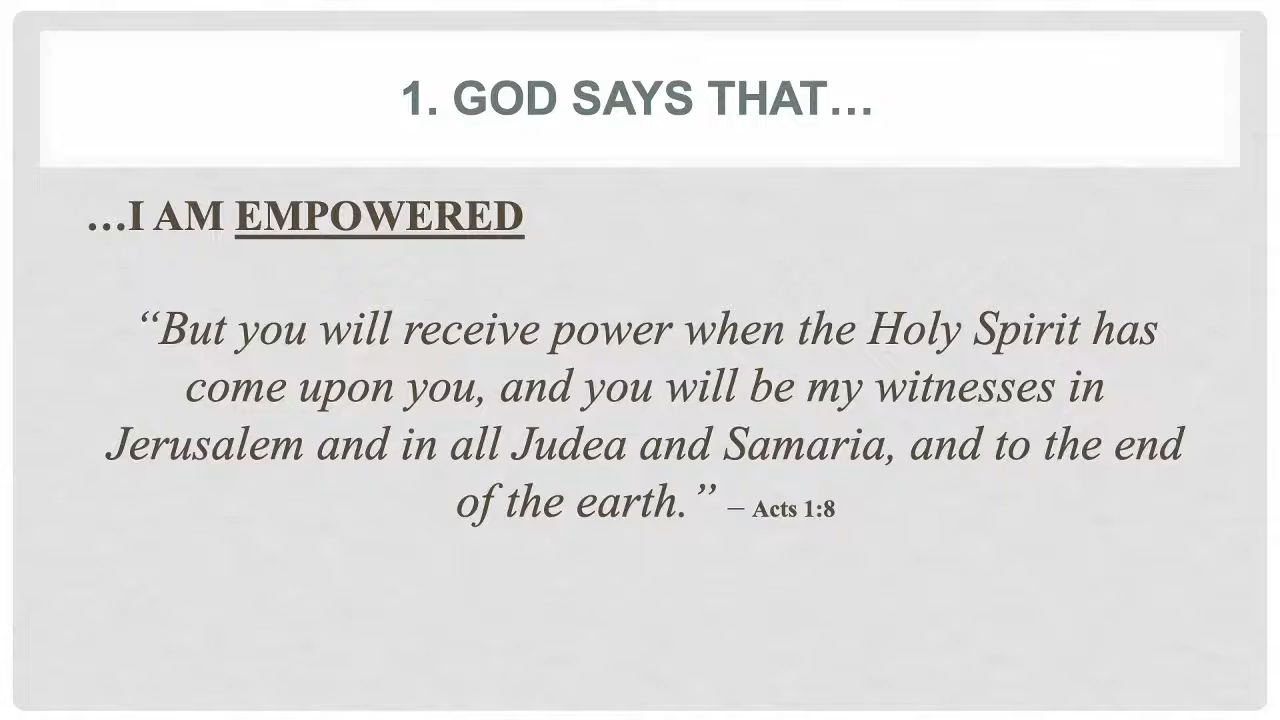 1. GOD SAYS THAT…
…I AM EMPOWERED
“But you will receive power when the Holy Spirit has
come upon you, and you will be my witnesses in
Jerusalem and in all Judea and Samaria, and to the end
of the earth.” – Acts 1:8